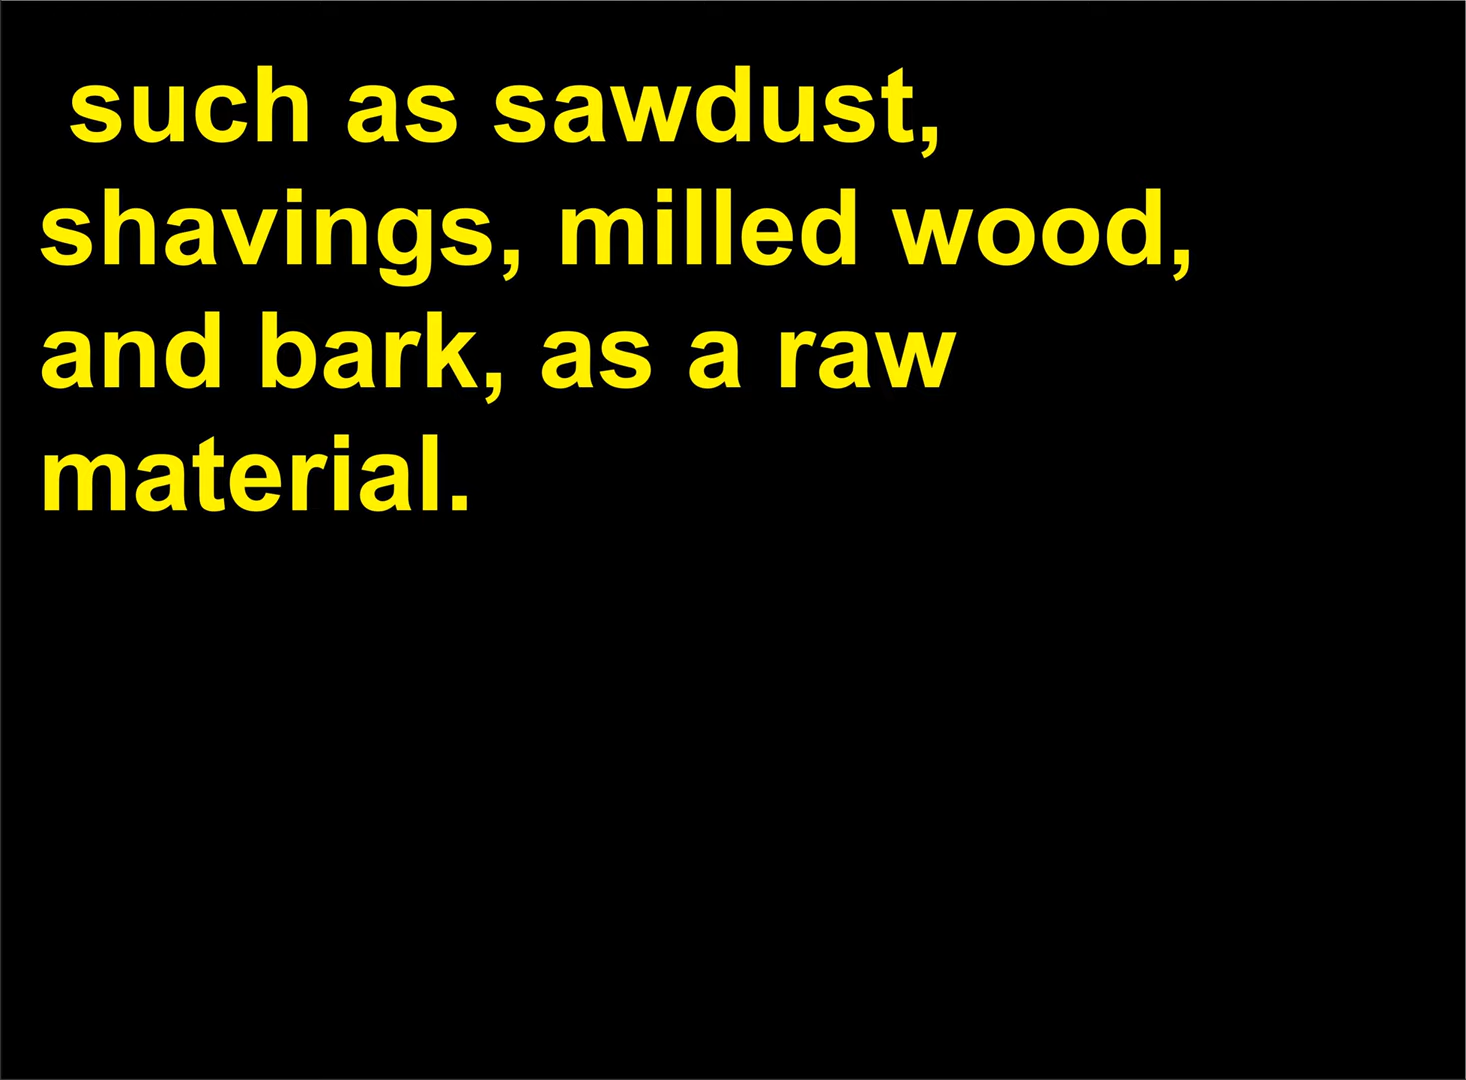 such as sawdust,
shavings, milled wood,
and bark, as a raw
material.